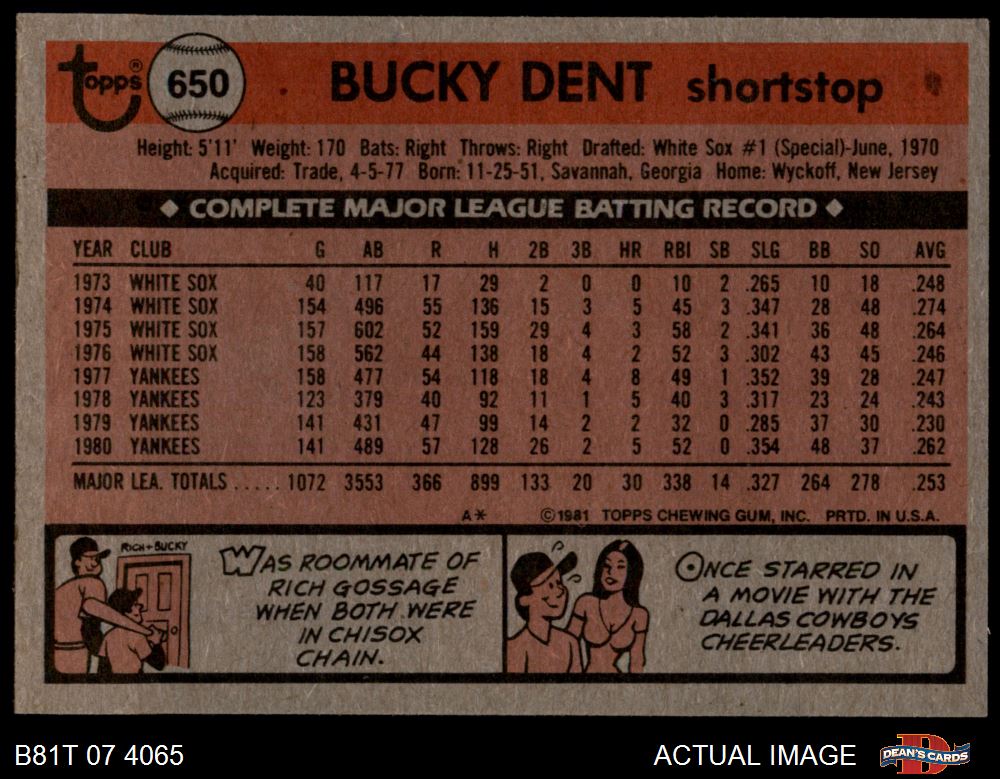 Topps® 650 BUCKY DENT shortstop
Height: 5'11' Weight: 170 Bats: Right Throws: Right Drafted: White Sox #1 (Special)-June, 1970
Acquired: Trade, 4-5-77 Born: 11-25-51, Savannah, Georgia Home: Wyckoff, New Jersey
◆ COMPLETE MAJOR LEAGUE BATTING RECORD ◆
YEAR CLUB G AB R H 2B 3B HR RBI SB SLG BB SO AVG
1973 WHITE SOX 40 117 17 29 2 0 0 10 2 .265 10 18 .248
1974 WHITE SOX 154 496 55 136 15 3 5 45 3 .347 28 48 .274
1975 WHITE SOX 157 602 52 159 29 4 3 58 2 .341 36 48 .264
1976 WHITE SOX 158 562 44 138 18 4 2 52 3 .302 43 45 .246
1977 YANKEES 158 477 54 118 18 4 8 49 1 .352 39 28 .247
1978 YANKEES 123 379 40 92 11 1 5 40 3 .317 23 24 .243
1979 YANKEES 141 431 47 99 14 2 2 32 0 .285 37 30 .230
1980 YANKEES 141 489 57 128 26 2 5 52 0 .354 48 37 .262
MAJOR LEA. TOTALS ..... 1072 3553 366 899 133 20 30 338 14 .327 264 278 .253
A* ©1981 TOPPS CHEWING GUM, INC. PRTD. IN U.S.A.
RICH + BUCKY
WAS ROOMMATE OF
RICH GOSSAGE
WHEN BOTH WERE
IN CHISOX
CHAIN.
ONCE STARRED IN
A MOVIE WITH THE
DALLAS COWBOYS
CHEERLEADERS.
B81T 07 4065 ACTUAL IMAGE DEAN'S CARDS